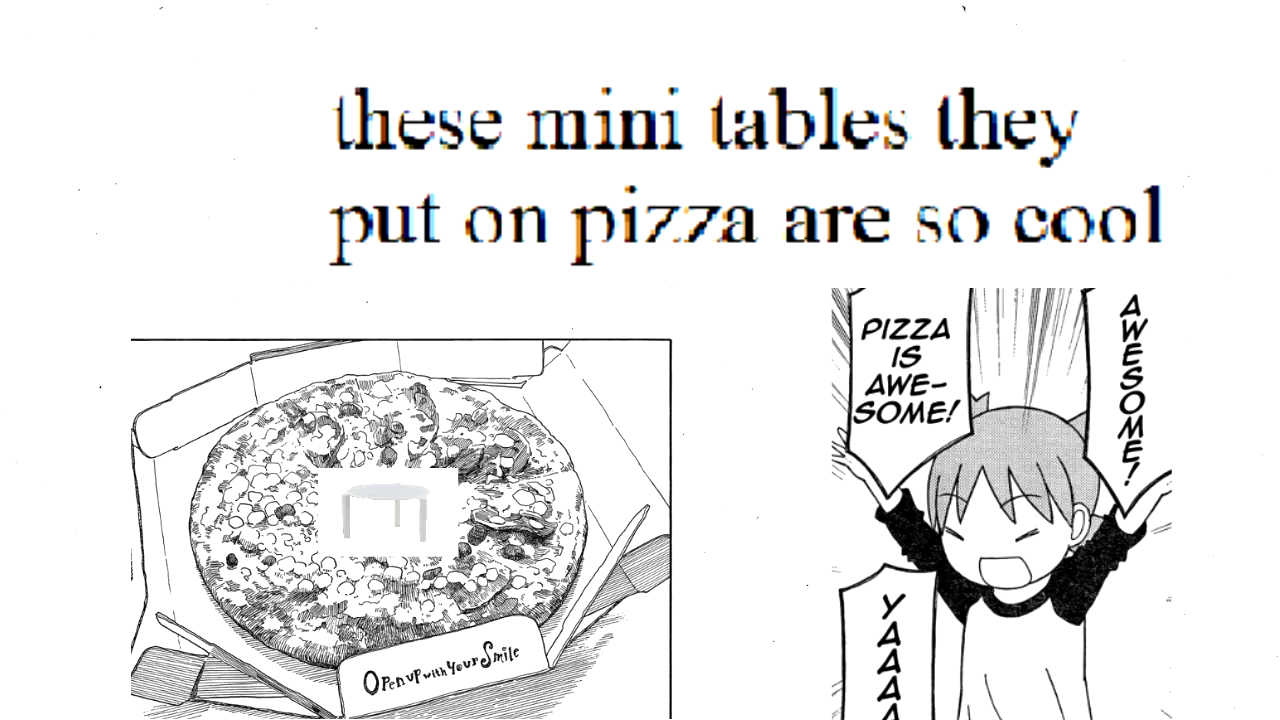 these mini tables they
put on pizza are so cool
PIZZA
IS
AWE-
SOME!
AWESOME!
YAAAA
Open up with Your Smile